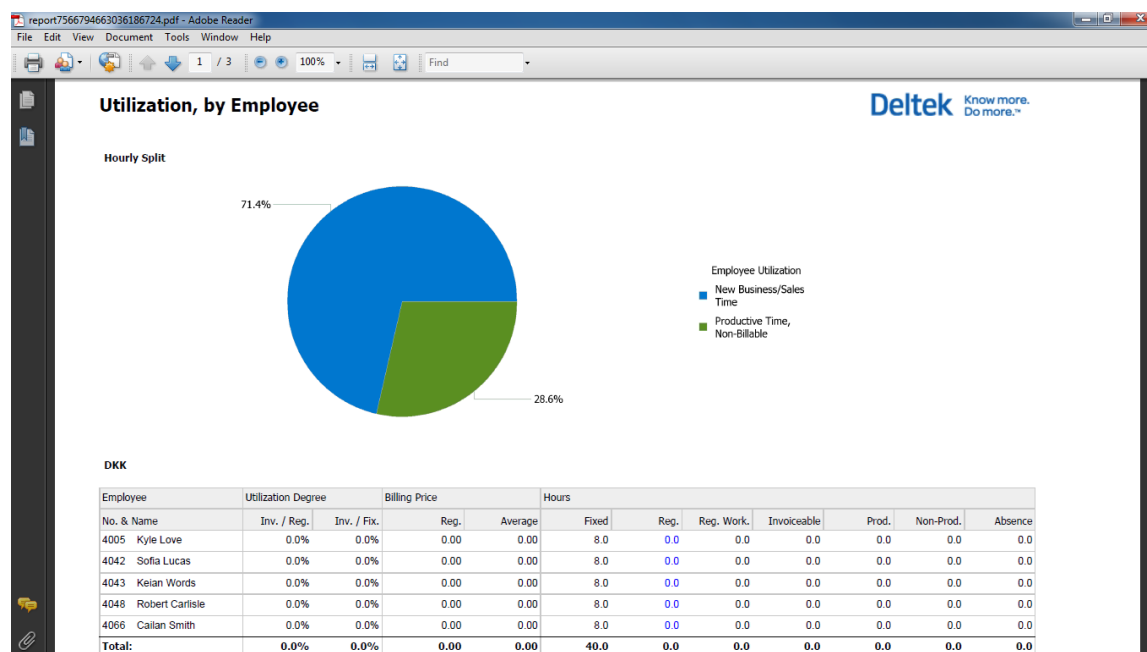 report7566794663036186724.pdf - Adobe Reader
File Edit View Document Tools Window Help
1 / 3 100% Find
Utilization, by Employee
Deltek Know more.
Do more.™
Hourly Split
71.4%
Employee Utilization
New Business/Sales
Time
Productive Time,
Non-Billable
28.6%
DKK
Employee Utilization Degree Billing Price Hours
No. & Name Inv. / Reg. Inv. / Fix. Reg. Average Fixed Reg. Reg. Work. Invoiceable Prod. Non-Prod. Absence
4005 Kyle Love 0.0% 0.0% 0.00 0.00 8.0 0.0 0.0 0.0 0.0 0.0 0.0
4042 Sofia Lucas 0.0% 0.0% 0.00 0.00 8.0 0.0 0.0 0.0 0.0 0.0 0.0
4043 Keian Words 0.0% 0.0% 0.00 0.00 8.0 0.0 0.0 0.0 0.0 0.0 0.0
4048 Robert Carlisle 0.0% 0.0% 0.00 0.00 8.0 0.0 0.0 0.0 0.0 0.0 0.0
4066 Cailan Smith 0.0% 0.0% 0.00 0.00 8.0 0.0 0.0 0.0 0.0 0.0 0.0
Total: 0.0% 0.0% 0.00 0.00 40.0 0.0 0.0 0.0 0.0 0.0 0.0